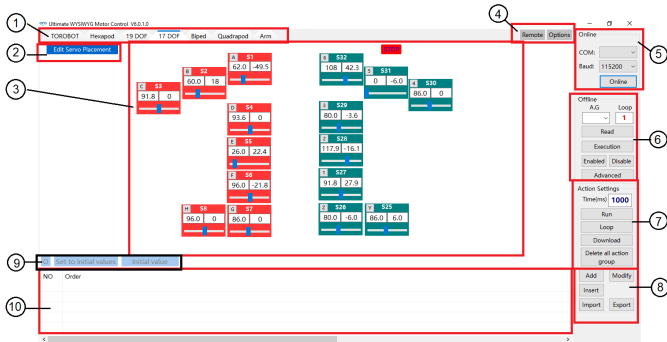 Ultimate WYSIWYG Motor Control V6.0.1.0
TOROBOT Hexapod 19 DOF 17 DOF Biped Quadrapod Arm
Remote Options
Edit Servo Placement
1
2
3
4
5
6
7
8
9
10
A S1
62.0 -49.5
B S2
60.0 18
C S3
91.8 0
D S4
93.6 0
E S5
26.0 22.4
F S6
96.0 -21.8
H S8
96.0 0
G S7
86.0 0
S32
108 42.3
5 S31
0 -6.0
4 S30
86.0 0
3 S29
80.0 -3.6
2 S28
117.9 -16.1
1 S27
91.8 27.9
Z S26
80.0 -6.0
Y S25
86.0 6.0
Online
COM:
Baud: 115200
Online
Offline
A.G Loop
1
Read
Execution
Enabled Disable
Advanced
Action Settings
Time(ms) 1000
Run
Loop
Download
Delete all action
group
Add Modify
Insert
Import Export
Set to initial values Initial value
NO Order